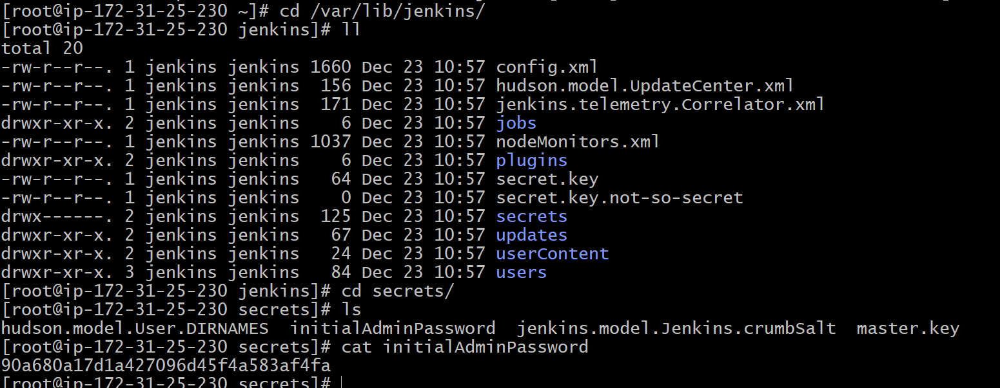 [root@ip-172-31-25-230 ~]# cd /var/lib/jenkins/
[root@ip-172-31-25-230 jenkins]# ll
total 20
-rw-r--r--. 1 jenkins jenkins 1660 Dec 23 10:57 config.xml
-rw-r--r--. 1 jenkins jenkins  156 Dec 23 10:57 hudson.model.UpdateCenter.xml
-rw-r--r--. 1 jenkins jenkins  171 Dec 23 10:57 jenkins.telemetry.Correlator.xml
drwxr-xr-x. 2 jenkins jenkins    6 Dec 23 10:57 jobs
-rw-r--r--. 1 jenkins jenkins 1037 Dec 23 10:57 nodeMonitors.xml
drwxr-xr-x. 2 jenkins jenkins    6 Dec 23 10:57 plugins
-rw-r--r--. 1 jenkins jenkins   64 Dec 23 10:57 secret.key
-rw-r--r--. 1 jenkins jenkins    0 Dec 23 10:57 secret.key.not-so-secret
drwx------. 2 jenkins jenkins  125 Dec 23 10:57 secrets
drwxr-xr-x. 2 jenkins jenkins   67 Dec 23 10:57 updates
drwxr-xr-x. 2 jenkins jenkins   24 Dec 23 10:57 userContent
drwxr-xr-x. 3 jenkins jenkins   84 Dec 23 10:57 users
[root@ip-172-31-25-230 jenkins]# cd secrets/
[root@ip-172-31-25-230 secrets]# ls
hudson.model.User.DIRNAMES  initialAdminPassword  jenkins.model.Jenkins.crumbSalt  master.key
[root@ip-172-31-25-230 secrets]# cat initialAdminPassword
90a680a17d1a427096d45f4a583af4fa
[root@ip-172-31-25-230 secrets]#